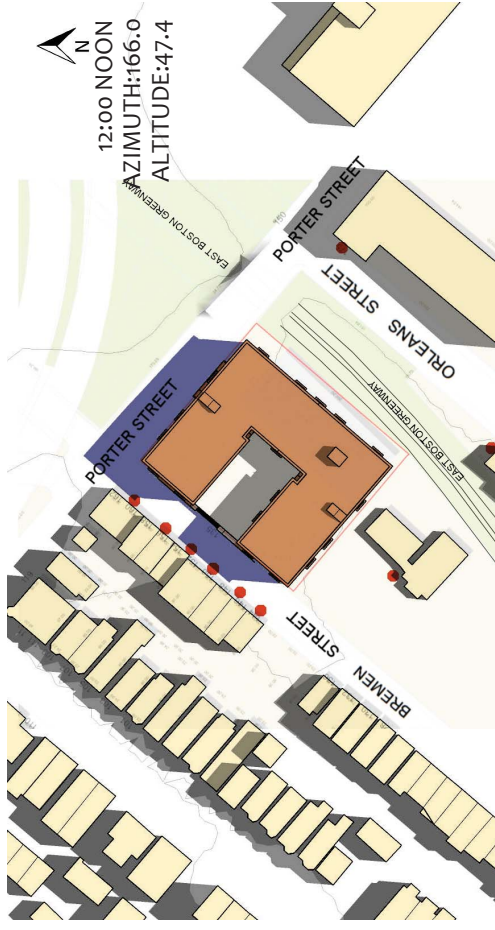 N
12:00 NOON
AZIMUTH:166.0
ALTITUDE:47.4
EAST BOSTON GREENWAY
PORTER STREET
ORLEANS STREET
PORTER STREET
EAST BOSTON GREENWAY
BREMEN STREET